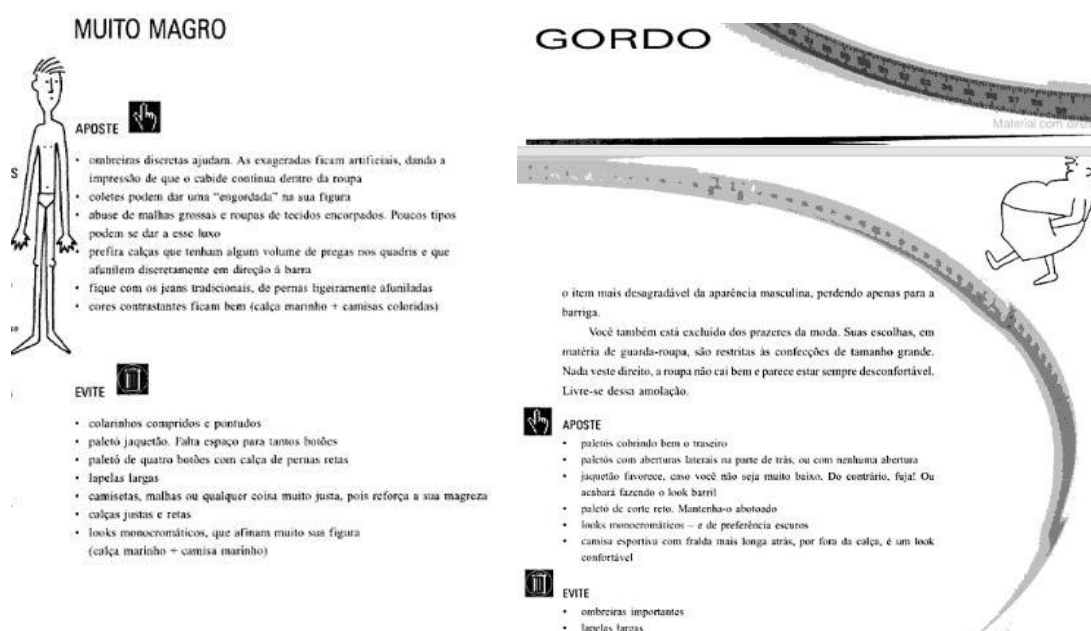 MUITO MAGRO
APOSTE
• ombreiras discretas ajudam. As exageradas ficam artificiais, dando a
impressão de que o cabide continua dentro da roupa
• coletes podem dar uma “engordada” na sua figura
• abuse de malhas grossas e roupas de tecidos encorpados. Poucos tipos
podem se dar a esse luxo
• prefira calças que tenham algum volume de pregas nos quadris e que
afunilem discretamente em direção à barra
• fique com os jeans tradicionais, de pernas ligeiramente afuniladas
• cores contrastantes ficam bem (calça marinho + camisas coloridas)
EVITE
• colarinhos compridos e pontudos
• paletó jaquetão. Falta espaço para tantos botões
• paletó de quatro botões com calça de pernas retas
• lapelas largas
• camisetas, malhas ou qualquer coisa muito justa, pois reforça a sua magreza
• calças justas e retas
• looks monocromáticos, que afinam muito sua figura
(calça marinho + camisa marinho)
GORDO
Material com direi
o item mais desagradável da aparência masculina, perdendo apenas para a
barriga.
Você também está excluído dos prazeres da moda. Suas escolhas, em
matéria de guarda-roupa, são restritas às confecções de tamanho grande.
Nada veste direito, a roupa não cai bem e parece estar sempre desconfortável.
Livre-se dessa amolação.
APOSTE
• paletós cobrindo bem o traseiro
• paletós com aberturas laterais na parte de trás, ou com nenhuma abertura
• jaquetão favorece, caso você não seja muito baixo. Do contrário, fuja! Ou
acabará fazendo o look barril
• paletó de corte reto. Mantenha-o abotoado
• looks monocromáticos – e de preferência escuros
• camisa esportiva com fralda mais longa atrás, por fora da calça, é um look
confortável
EVITE
• ombreiras importantes
• lapelas largas